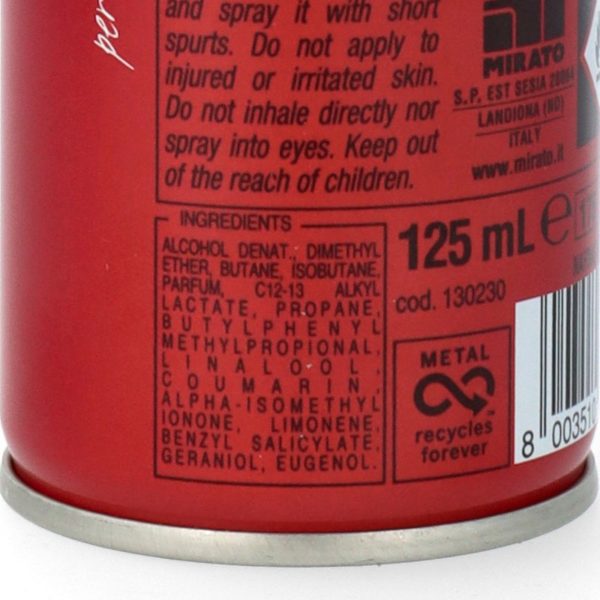 per
and spray it with short
spurts. Do not apply to
injured or irritated skin.
Do not inhale directly nor
spray into eyes. Keep out
of the reach of children.
MIRATO
S.P. EST SESIA 28064
LANDIONA (NO)
ITALY
www.mirato.it
INGREDIENTS
ALCOHOL DENAT., DIMETHYL
ETHER, BUTANE, ISOBUTANE,
PARFUM, C12-13 ALKYL
LACTATE, PROPANE,
BUTYLPHENYL
METHYLPROPIONAL,
LINALOOL,
COUMARIN,
ALPHA-ISOMETHYL
IONONE, LIMONENE,
BENZYL SALICYLATE,
GERANIOL, EUGENOL.
125 mL e
cod. 130230
METAL
recycles
forever
8 003510